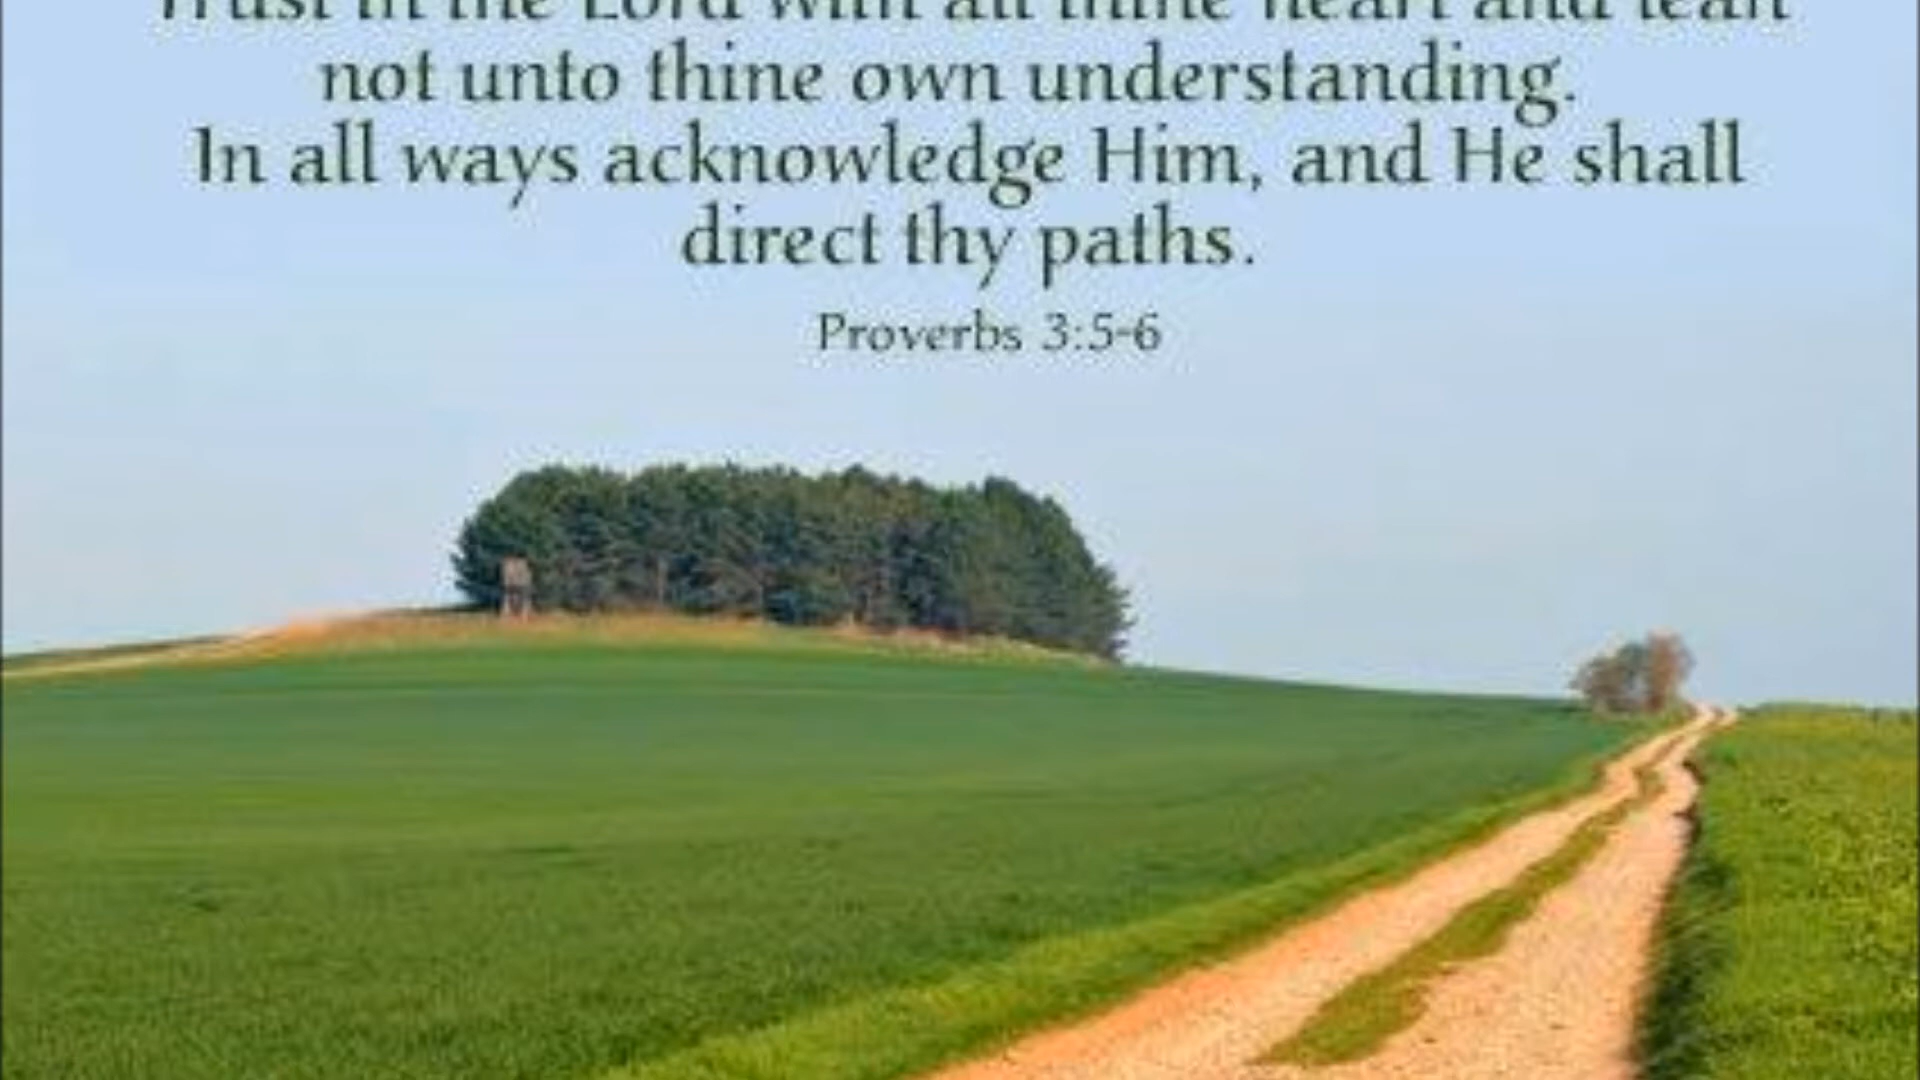 Trust in the Lord with all thine heart and lean
not unto thine own understanding.
In all ways acknowledge Him, and He shall
direct thy paths.
Proverbs 3:5-6